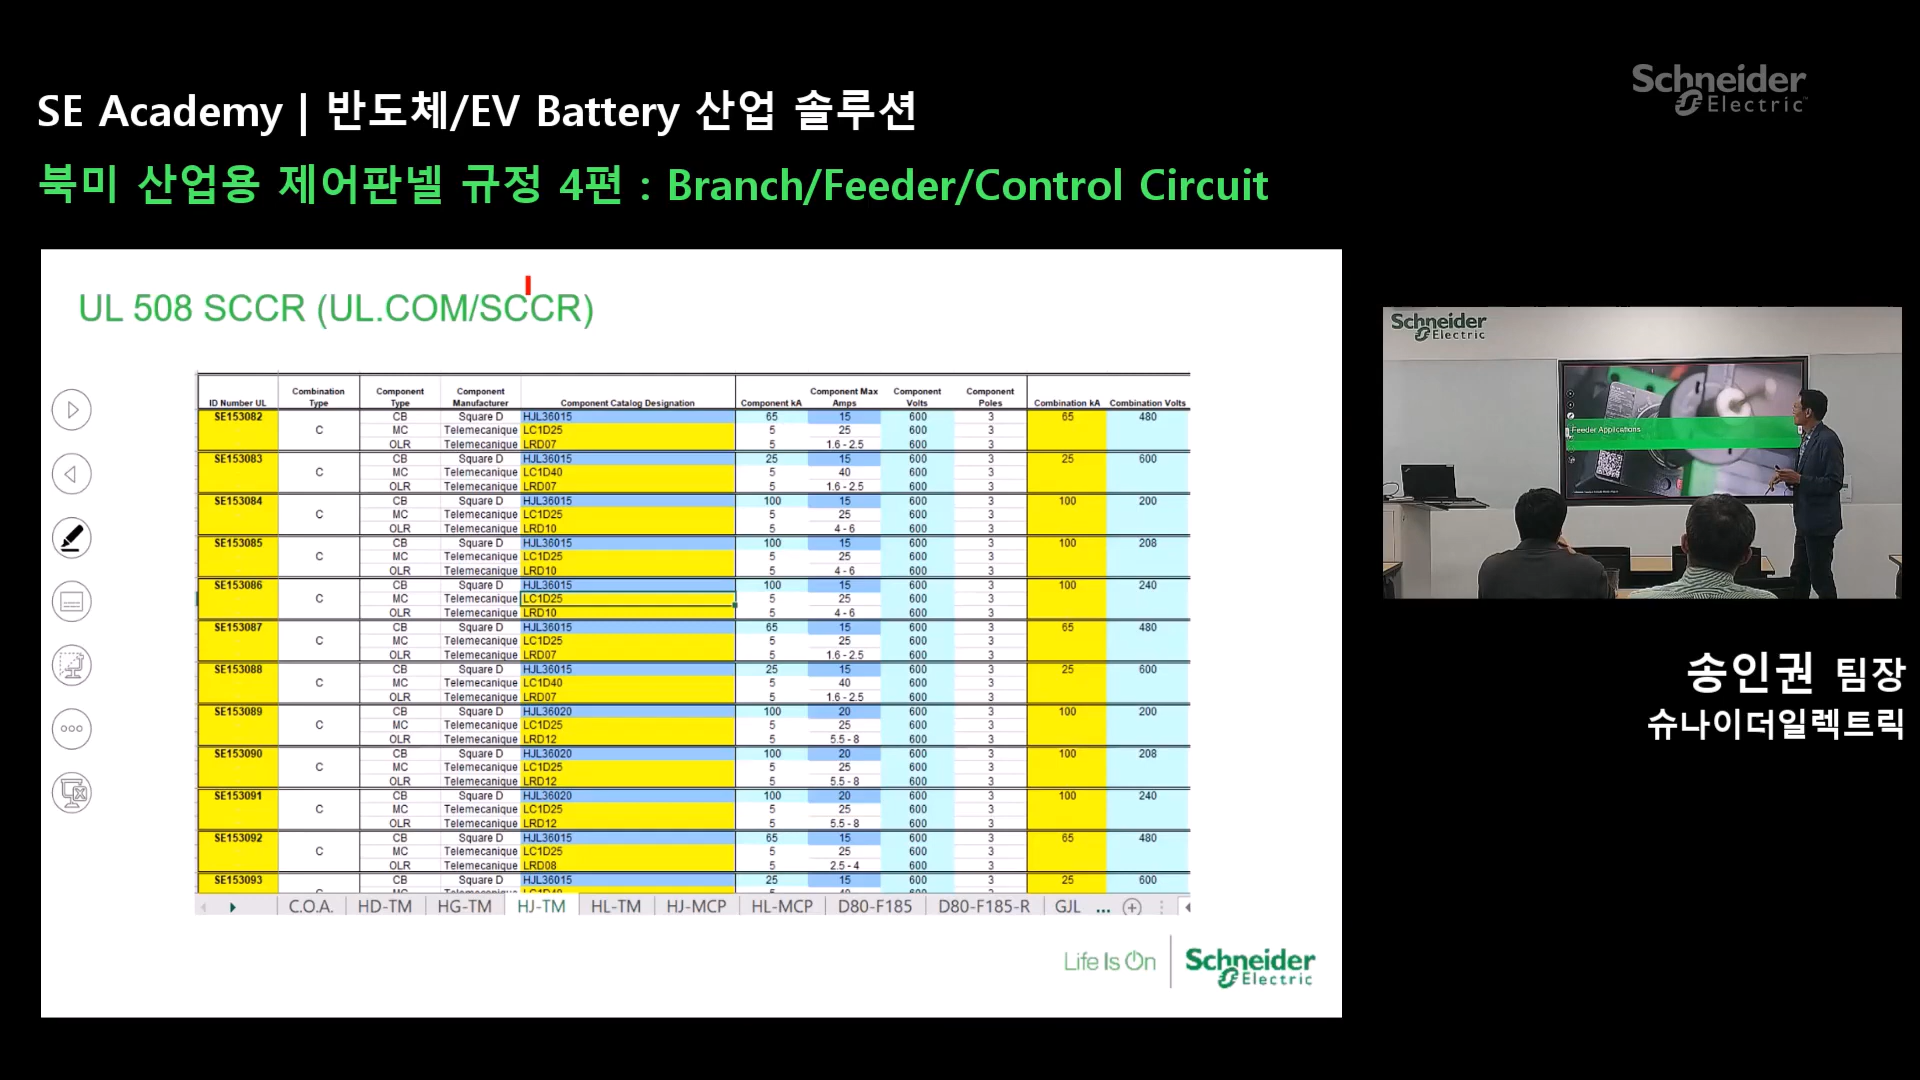 Schneider
Electric
SE Academy | 반도체/EV Battery 산업 솔루션
북미 산업용 제어판넬 규정 4편 : Branch/Feeder/Control Circuit
UL 508 SCCR (UL.COM/SCCR)
ID Number UL Combination Type Component Type Component Manufacturer Component Catalog Designation Component kA Component Max Amps Component Volts Component Poles Combination kA Combination Volts
SE153082 C CB Square D HJL36015 65 15 600 3 65 480
MC Telemecanique LC1D25 5 25 600 3
OLR Telemecanique LRD07 5 1.6 - 2.5 600 3
SE153083 C CB Square D HJL36015 25 15 600 3 25 600
MC Telemecanique LC1D40 5 40 600 3
OLR Telemecanique LRD07 5 1.6 - 2.5 600 3
SE153084 C CB Square D HJL36015 100 15 600 3 100 200
MC Telemecanique LC1D25 5 25 600 3
OLR Telemecanique LRD10 5 4 - 6 600 3
SE153085 C CB Square D HJL36015 100 15 600 3 100 208
MC Telemecanique LC1D25 5 25 600 3
OLR Telemecanique LRD10 5 4 - 6 600 3
SE153086 C CB Square D HJL36015 100 15 600 3 100 240
MC Telemecanique LC1D25 5 25 600 3
OLR Telemecanique LRD10 5 4 - 6 600 3
SE153087 C CB Square D HJL36015 65 15 600 3 65 480
MC Telemecanique LC1D25 5 25 600 3
OLR Telemecanique LRD07 5 1.6 - 2.5 600 3
SE153088 C CB Square D HJL36015 25 15 600 3 25 600
MC Telemecanique LC1D40 5 40 600 3
OLR Telemecanique LRD07 5 1.6 - 2.5 600 3
SE153089 C CB Square D HJL36020 100 20 600 3 100 200
MC Telemecanique LC1D25 5 25 600 3
OLR Telemecanique LRD12 5 5.5 - 8 600 3
SE153090 C CB Square D HJL36020 100 20 600 3 100 208
MC Telemecanique LC1D25 5 25 600 3
OLR Telemecanique LRD12 5 5.5 - 8 600 3
SE153091 C CB Square D HJL36020 100 20 600 3 100 240
MC Telemecanique LC1D25 5 25 600 3
OLR Telemecanique LRD12 5 5.5 - 8 600 3
SE153092 C CB Square D HJL36015 65 15 600 3 65 480
MC Telemecanique LC1D25 5 25 600 3
OLR Telemecanique LRD08 5 2.5 - 4 600 3
SE153093 CB Square D HJL36015 25 15 600 3 25 600
C.O.A. HD-TM HG-TM HJ-TM HL-TM HJ-MCP HL-MCP D80-F185 D80-F185-R GJL ...
Life Is On
Schneider
Electric
Schneider
Electric
Feeder Applications
송인권 팀장
슈나이더일렉트릭